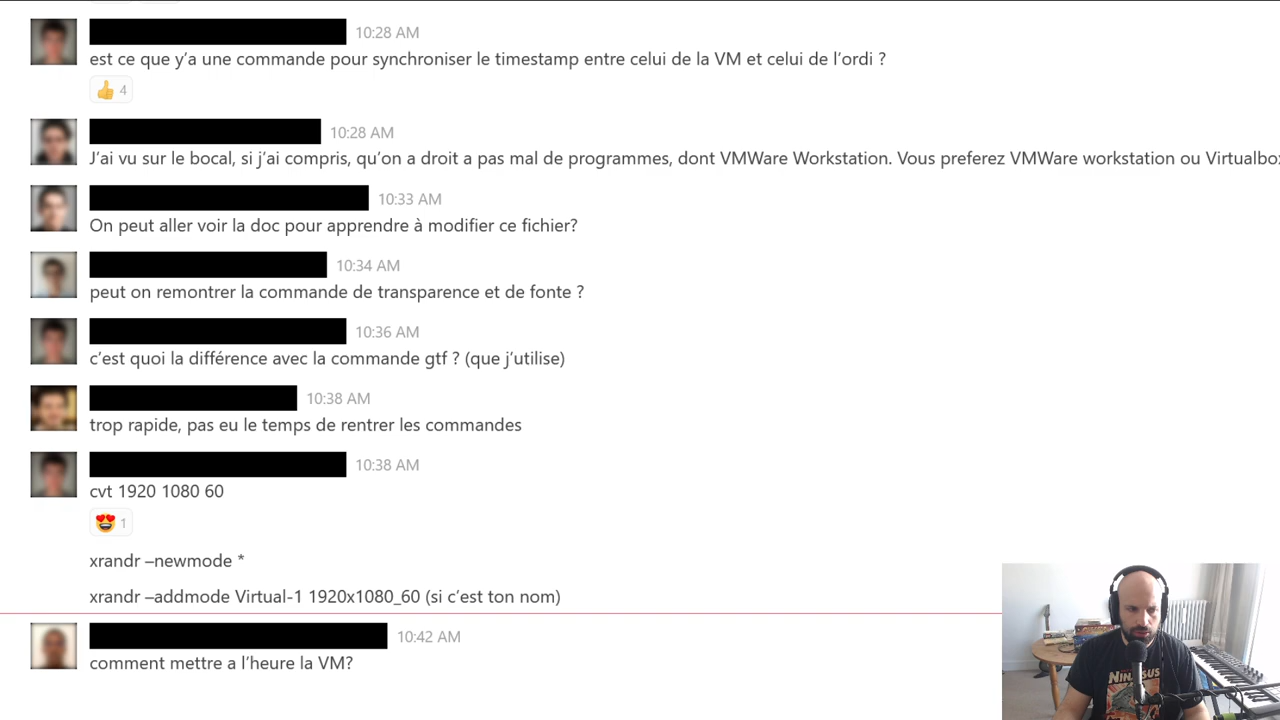 10:28 AM
est ce que y’a une commande pour synchroniser le timestamp entre celui de la VM et celui de l’ordi ?
4
10:28 AM
J’ai vu sur le bocal, si j’ai compris, qu’on a droit a pas mal de programmes, dont VMWare Workstation. Vous preferez VMWare workstation ou Virtualbox
10:33 AM
On peut aller voir la doc pour apprendre à modifier ce fichier?
10:34 AM
peut on remontrer la commande de transparence et de fonte ?
10:36 AM
c’est quoi la différence avec la commande gtf ? (que j’utilise)
10:38 AM
trop rapide, pas eu le temps de rentrer les commandes
10:38 AM
cvt 1920 1080 60
1
xrandr –newmode *
xrandr –addmode Virtual-1 1920x1080_60 (si c’est ton nom)
10:42 AM
comment mettre a l’heure la VM?